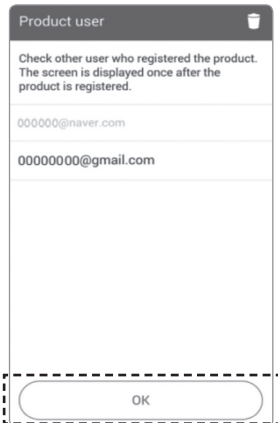 Product user
Check other user who registered the product.
The screen is displayed once after the
product is registered.
000000@naver.com
00000000@gmail.com
OK